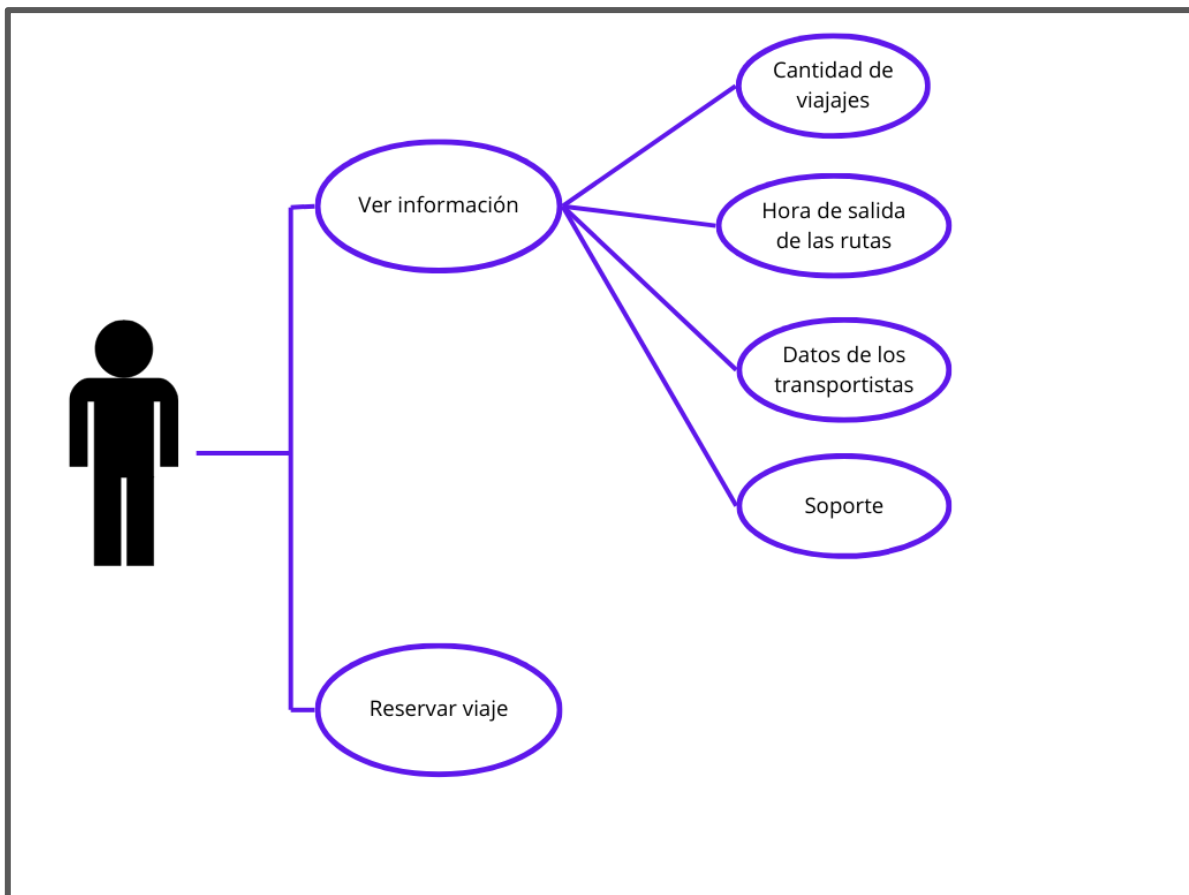 Cantidad de
viajajes
Ver información
Hora de salida
de las rutas
Datos de los
transportistas
Soporte
Reservar viaje